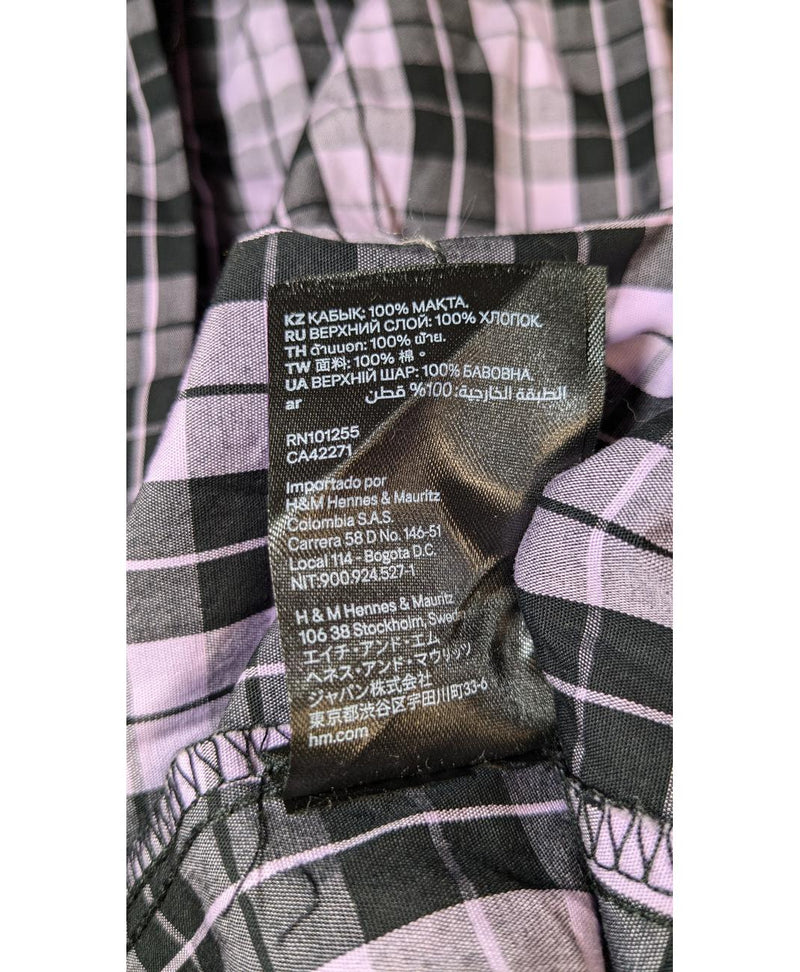 KZ ҚАБЫҚ: 100% МАҚТА.
RU ВЕРХНИЙ СЛОЙ: 100% ХЛОПОК.
TH ด้านนอก: 100% ฝ้าย.
TW 面料: 100% 棉。
UA ВЕРХНІЙ ШАР: 100% БАВОВНА.
ar الطبقة الخارجية: 100% قطن
RN101255
CA42271
Importado por
H&M Hennes & Mauritz
Colombia S.A.S.
Carrera 58 D No. 146-51
Local 114 - Bogota D.C.
NIT:900.924.527-1
H & M Hennes & Mauritz
106 38 Stockholm, Swed
エイチ・アンド・エム
ヘネス・アンド・マウリッツ
ジャパン株式会社
東京都渋谷区宇田川町33-6
hm.com